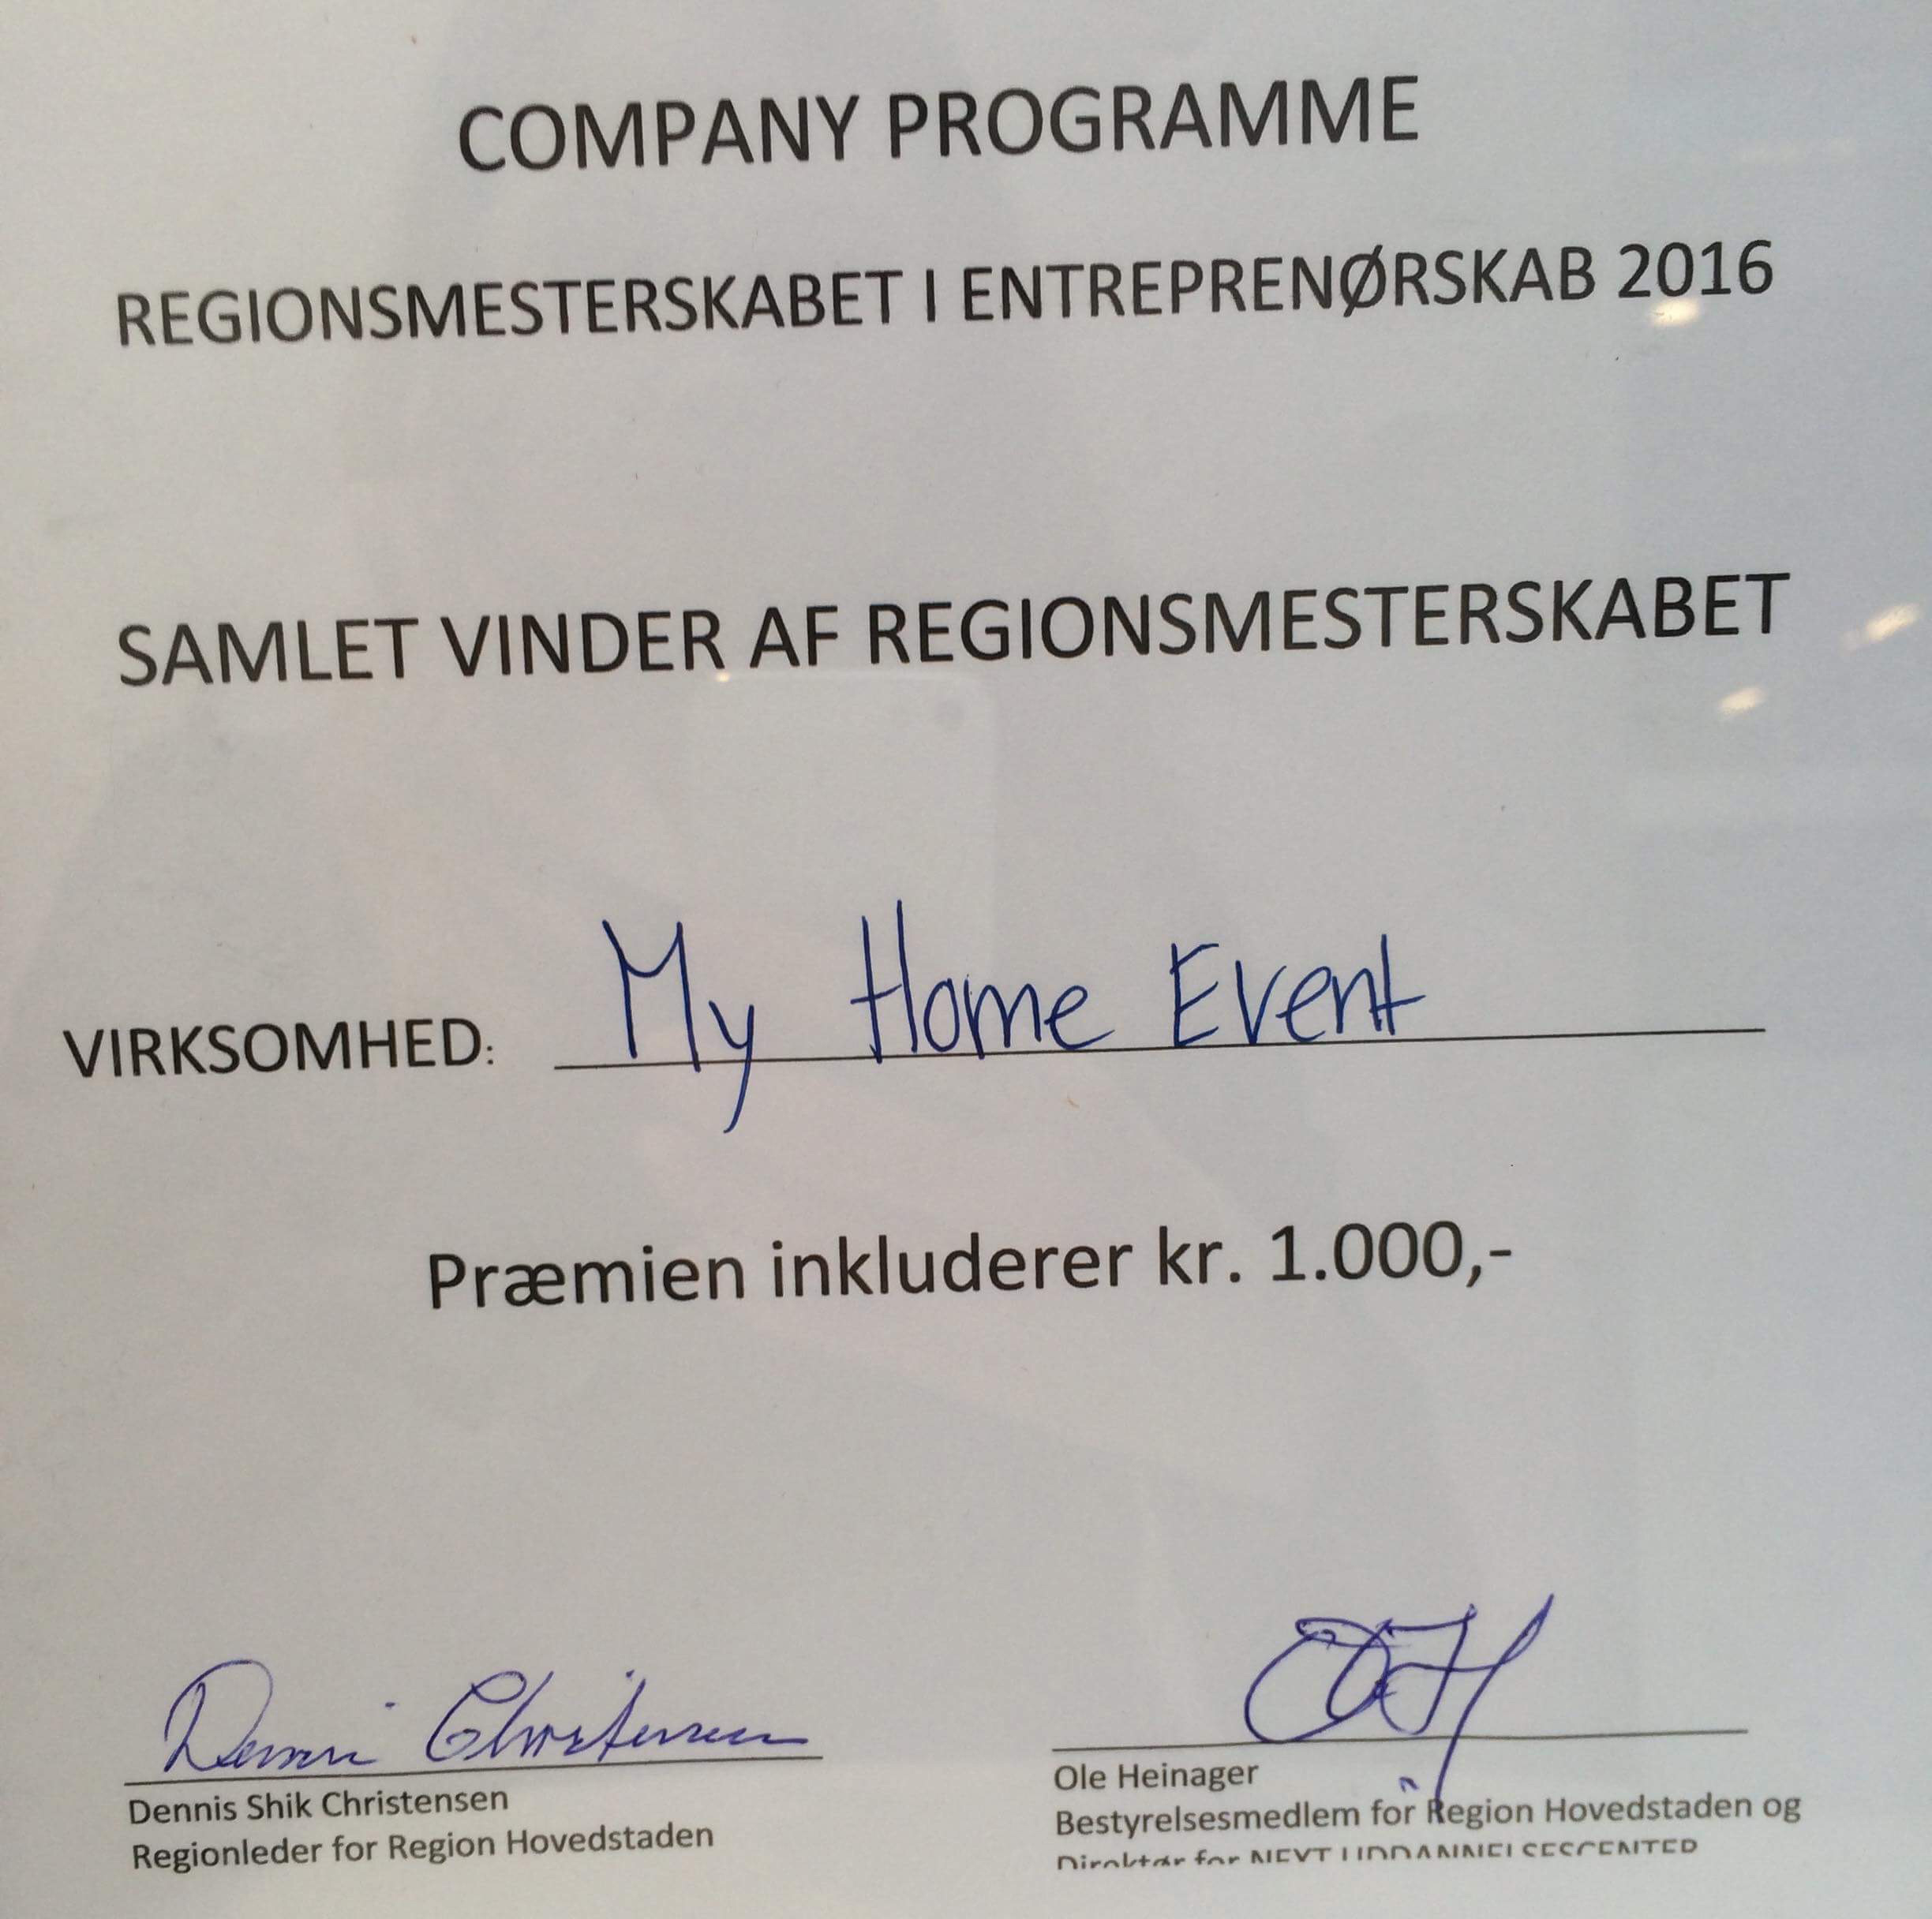 COMPANY PROGRAMME
REGIONSMESTERSKABET I ENTREPRENØRSKAB 2016
SAMLET VINDER AF REGIONSMESTERSKABET
VIRKSOMHED: My Home Event
Præmien inkluderer kr. 1.000,-
Dennis Christensen
OH
Dennis Shik Christensen
Regionleder for Region Hovedstaden
Ole Heinager
Bestyrelsesmedlem for Region Hovedstaden og
Direktør for NEXT UDDANNELSESCENTER